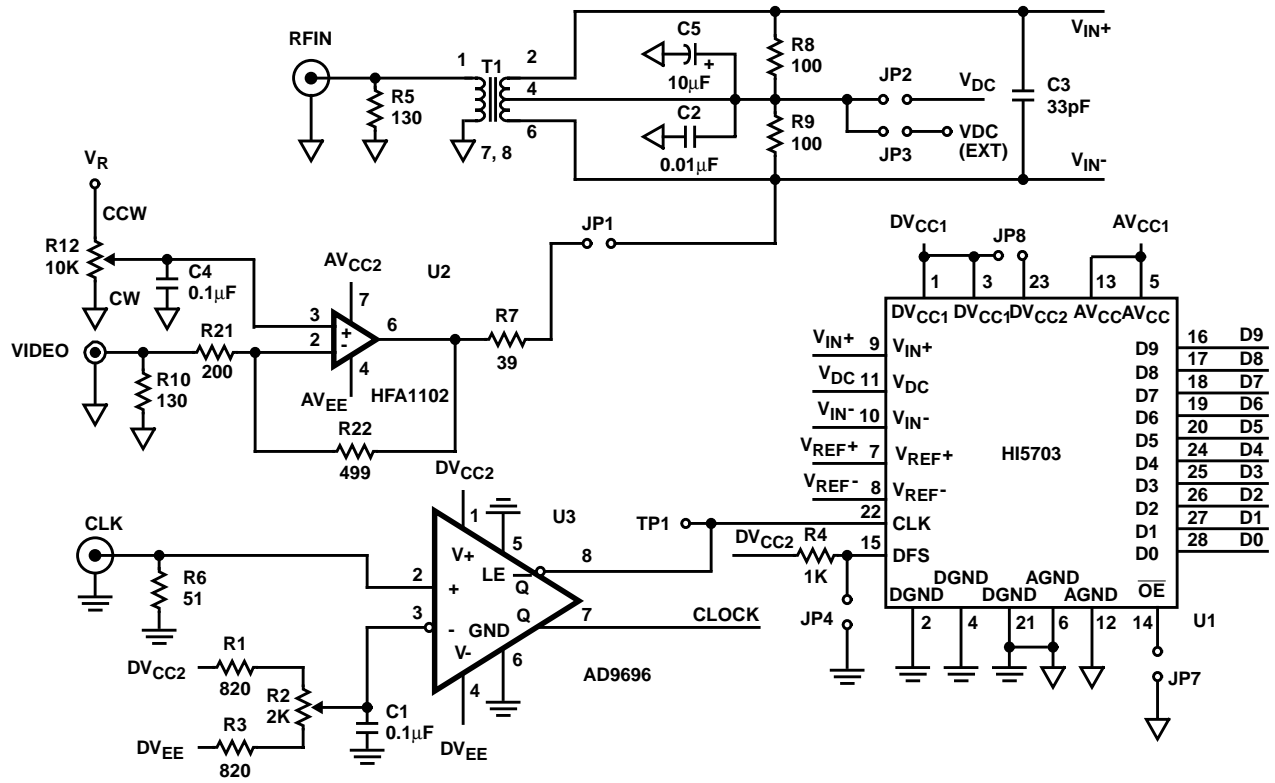 RFIN
1
T1
2
4
6
7, 8
R5
130
C5
+
10μF
C2
0.01μF
R8
100
R9
100
JP2
VDC
JP3
VDC
(EXT)
C3
33pF
VIN+
VIN-
VR
CCW
R12
10K
CW
C4
0.1μF
VIDEO
R10
130
R21
200
AVCC2
U2
7
3
+
2
-
6
4
AVEE
HFA1102
R22
499
R7
39
JP1
CLK
R6
51
DVCC2
R1
820
R2
2K
DVEE
R3
820
C1
0.1μF
DVCC2
1
U3
5
V+
LE
Q
8
2
+
3
-
GND
Q
7
CLOCK
V-
4
6
DVEE
AD9696
TP1
DVCC2
R4
1K
JP4
DVCC1
JP8
AVCC1
1
3
23
13
5
DVCC1
DVCC1
DVCC2
AVCC
AVCC
VIN+
9
VIN+
VDC
11
VDC
VIN-
10
VIN-
VREF+
7
VREF+
VREF-
8
VREF-
22
CLK
15
DFS
HI5703
D9
16
D9
D8
17
D8
D7
18
D7
D6
19
D6
D5
20
D5
D4
24
D4
D3
25
D3
D2
26
D2
D1
27
D1
D0
28
D0
DGND
DGND
DGND
AGND
AGND
OE
2
4
21
6
12
14
U1
JP7